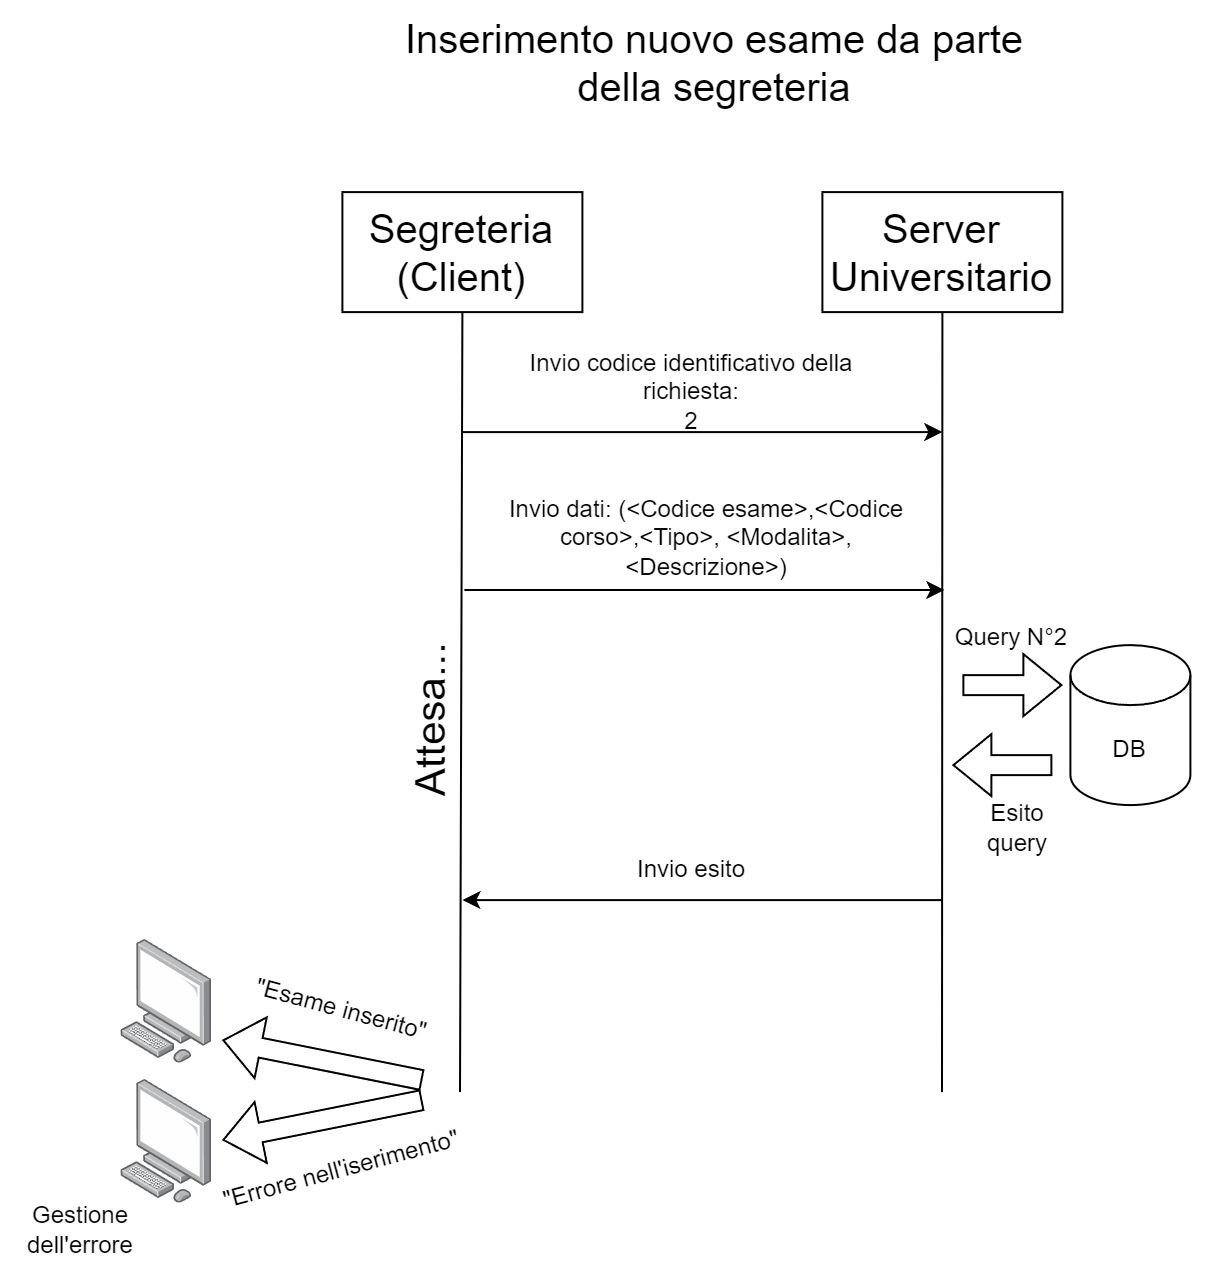 Inserimento nuovo esame da parte
della segreteria
Segreteria
(Client)
Server
Universitario
Invio codice identificativo della
richiesta:
2
Invio dati: (<Codice esame>,<Codice
corso>,<Tipo>, <Modalita>,
<Descrizione>)
Query N°2
Attesa...
DB
Esito
query
Invio esito
"Esame inserito"
"Errore nell'iserimento"
Gestione
dell'errore